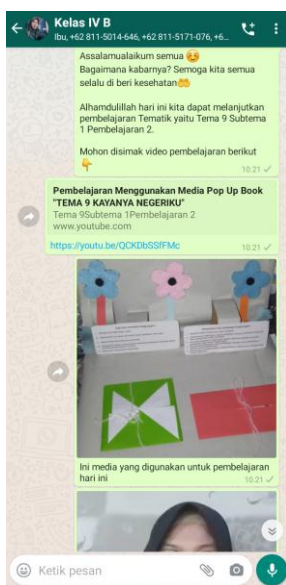 Kelas IV B
Ibu, +62 811-5014-646, +62 811-5171-076, +6...
Assalamualaikum semua
Bagaimana kabarnya? Semoga kita semua
selalu di beri kesehatan
Alhamdulillah hari ini kita dapat melanjutkan
pembelajaran Tematik yaitu Tema 9 Subtema
1 Pembelajaran 2.
Mohon disimak video pembelajaran berikut
10.21
Pembelajaran Menggunakan Media Pop Up Book
"TEMA 9 KAYANYA NEGERIKU"
Tema 9Subtema 1Pembelajaran 2
www.youtube.com
https://youtu.be/QCKDbSSfFMc
10.21
Ini media yang digunakan untuk pembelajaran
hari ini
10.21
Ketik pesan